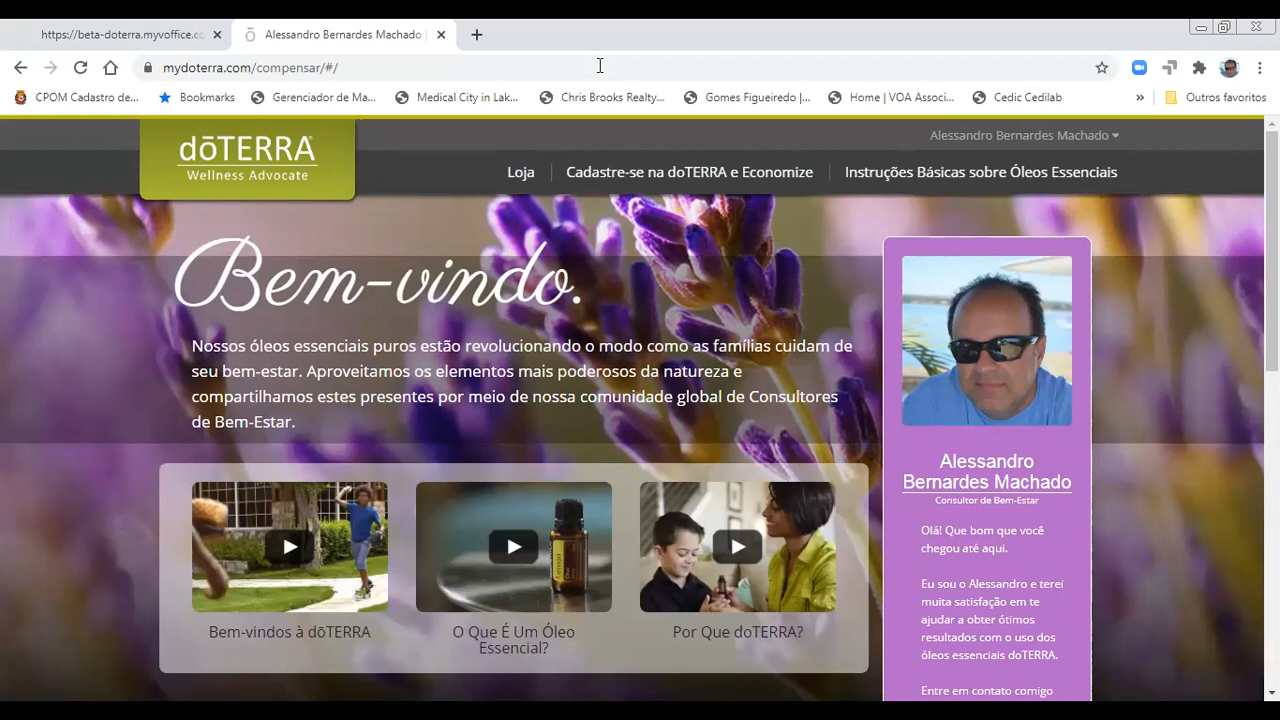 https://beta-doterra.myvoffice.co
Alessandro Bernardes Machado
mydoterra.com/compensar/#/
CPOM Cadastro de...
Bookmarks
Gerenciador de Ma...
Medical City in Lak...
Chris Brooks Realty...
Gomes Figueiredo |...
Home | VOA Associ...
Cedic Cedilab
»
Outros favoritos
dōTERRA®
Wellness Advocate
Alessandro Bernardes Machado
Loja
Cadastre-se na doTERRA e Economize
Instruções Básicas sobre Óleos Essenciais
Bem-vindo.
Nossos óleos essenciais puros estão revolucionando o modo como as famílias cuidam de
seu bem-estar. Aproveitamos os elementos mais poderosos da natureza e
compartilhamos estes presentes por meio de nossa comunidade global de Consultores
de Bem-Estar.
Lemon
Bem-vindos à dōTERRA
O Que É Um Óleo
Essencial?
Por Que doTERRA?
Alessandro
Bernardes Machado
Consultor de Bem-Estar
Olá! Que bom que você
chegou até aqui.
Eu sou o Alessandro e terei
muita satisfação em te
ajudar a obter ótimos
resultados com o uso dos
óleos essenciais doTERRA.
Entre em contato comigo